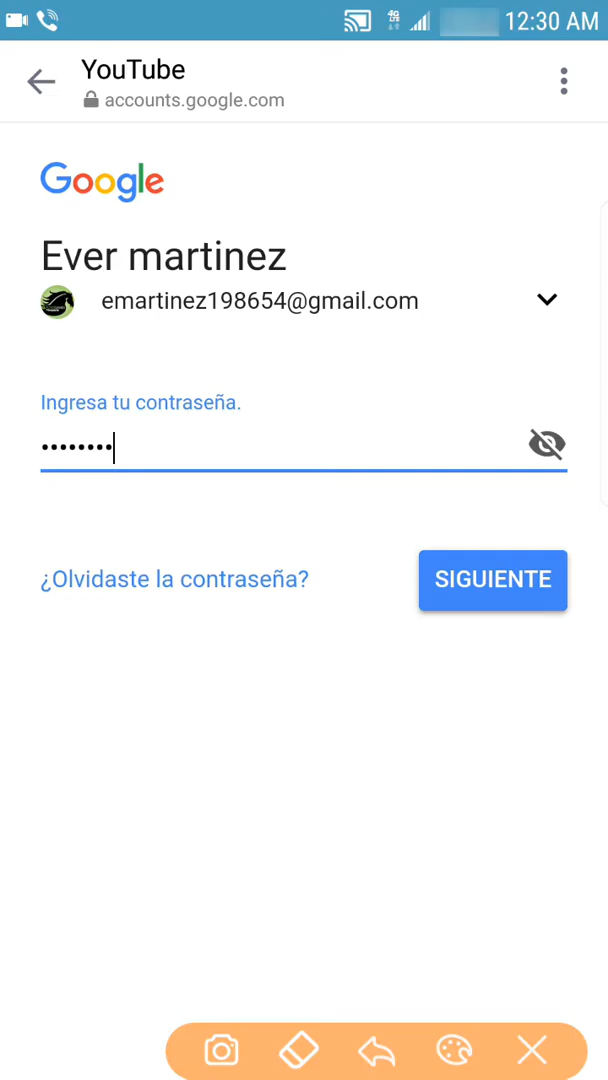 12:30 AM
YouTube
accounts.google.com
Google
Ever martinez
emartinez198654@gmail.com
Ingresa tu contraseña.
••••••••
¿Olvidaste la contraseña?
SIGUIENTE